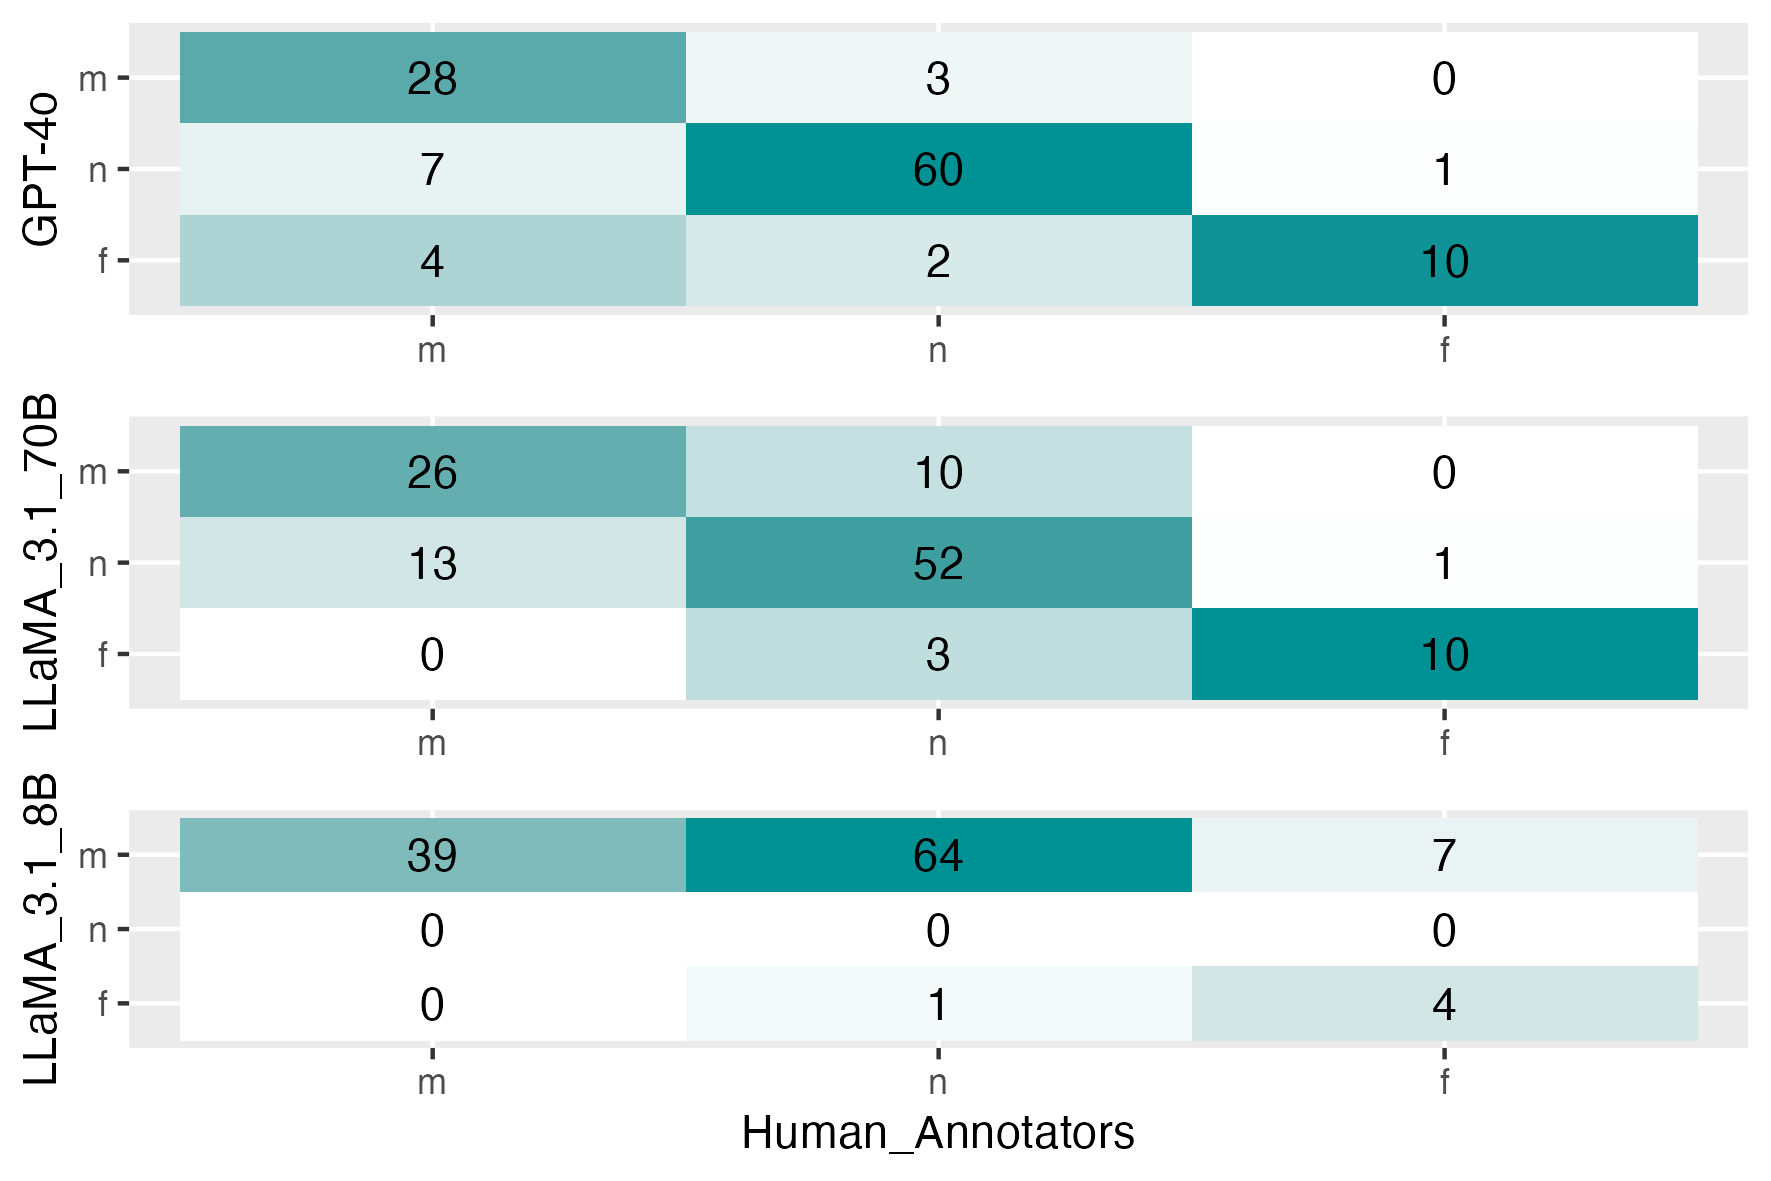 GPT-4o
m 28 3 0
n 7 60 1
f 4 2 10
m n f
LLaMA_3.1_70B
m 26 10 0
n 13 52 1
f 0 3 10
m n f
LLaMA_3.1_8B
m 39 64 7
n 0 0 0
f 0 1 4
m n f
Human_Annotators